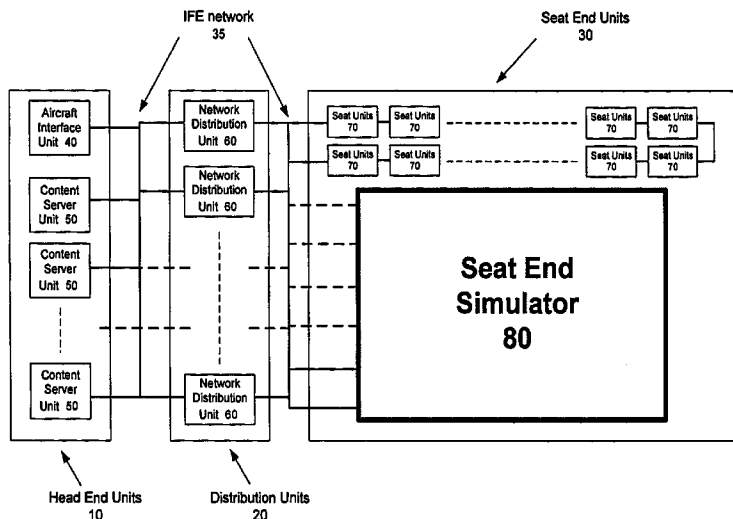 IFE network
35
Seat End Units
30
Aircraft
Interface
Unit 40
Network
Distribution
Unit 60
Seat Units
70
Seat Units
70
Seat Units
70
Seat Units
70
Seat Units
70
Seat Units
70
Seat Units
70
Seat Units
70
Content
Server
Unit 50
Network
Distribution
Unit 60
Content
Server
Unit 50
Seat End
Simulator
80
Content
Server
Unit 50
Network
Distribution
Unit 60
Head End Units
10
Distribution Units
20